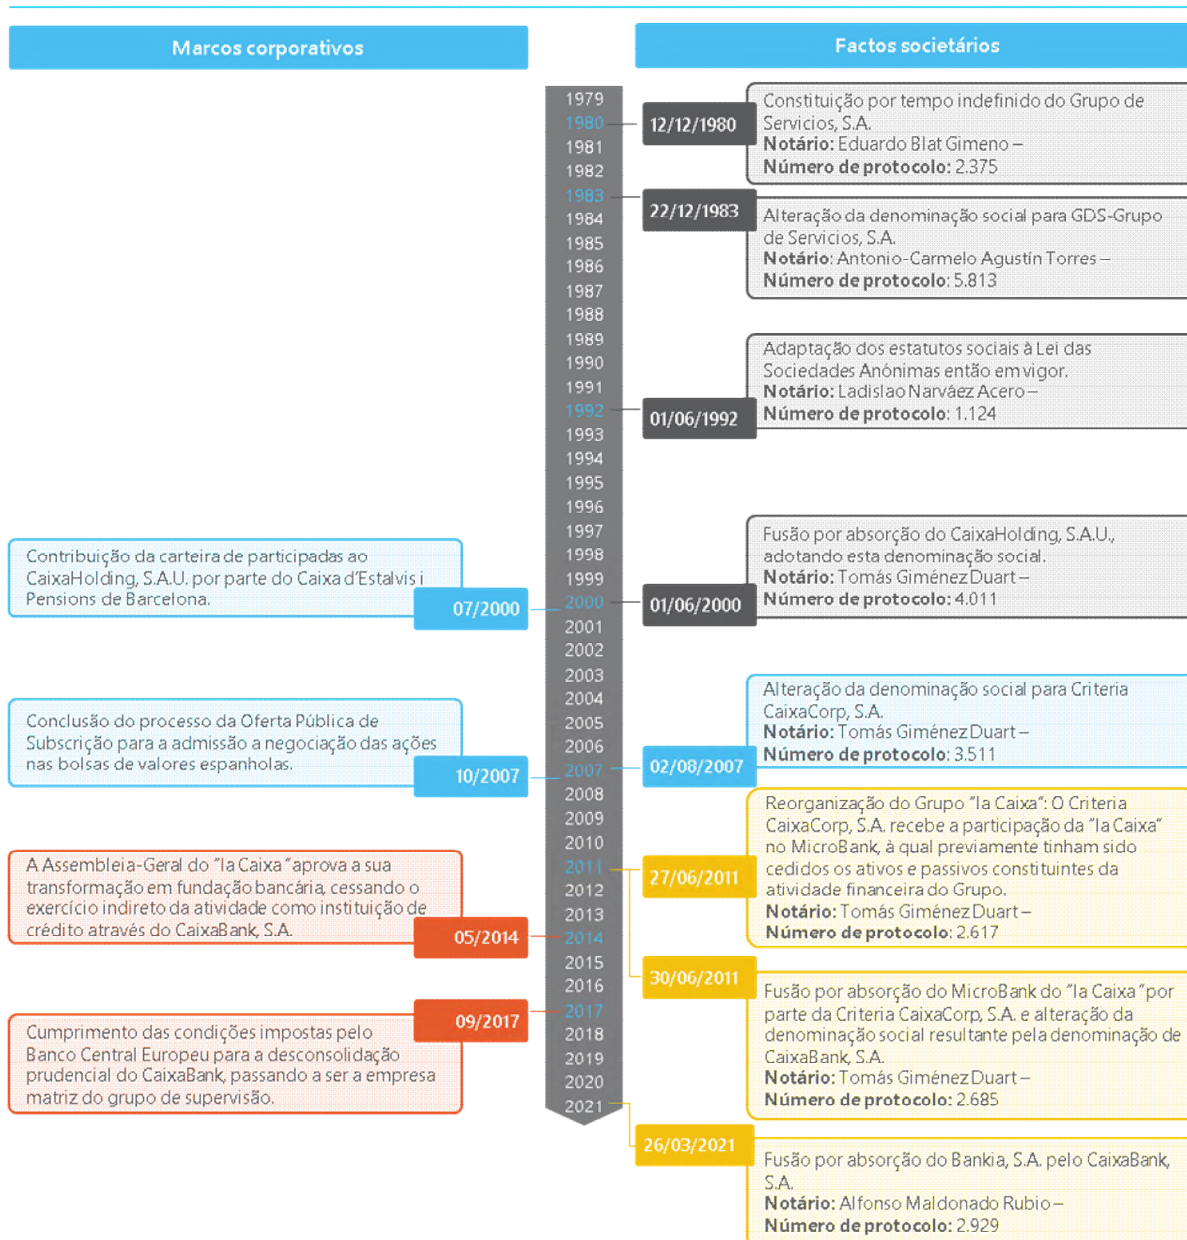 Marcos corporativos
Factos societários
1979
1980
1981
1982
1983
1984
1985
1986
1987
1988
1989
1990
1991
1992
1993
1994
1995
1996
1997
1998
1999
2000
2001
2002
2003
2004
2005
2006
2007
2008
2009
2010
2011
2012
2013
2014
2015
2016
2017
2018
2019
2020
2021
Contribuição da carteira de participadas ao
CaixaHolding, S.A.U. por parte do Caixa d’Estalvis i
Pensions de Barcelona.
07/2000
Conclusão do processo da Oferta Pública de
Subscrição para a admissão a negociação das ações
nas bolsas de valores espanholas.
10/2007
A Assembleia-Geral do ”la Caixa ” aprova a sua
transformação em fundação bancária, cessando o
exercício indireto da atividade como instituição de
crédito através do CaixaBank, S.A.
05/2014
09/2017
Cumprimento das condições impostas pelo
Banco Central Europeu para a desconsolidação
prudencial do CaixaBank, passando a ser a empresa
matriz do grupo de supervisão.
12/12/1980
Constituição por tempo indefinido do Grupo de
Servicios, S.A.
Notário: Eduardo Blat Gimeno –
Número de protocolo: 2.375
22/12/1983
Alteração da denominação social para GDS-Grupo
de Servicios, S.A.
Notário: Antonio-Carmelo Agustín Torres –
Número de protocolo: 5.813
Adaptação dos estatutos sociais à Lei das
Sociedades Anónimas então em vigor.
Notário: Ladislao Narváez Acero –
Número de protocolo: 1.124
01/06/1992
Fusão por absorção do CaixaHolding, S.A.U.,
adotando esta denominação social.
Notário: Tomás Giménez Duart –
Número de protocolo: 4.011
01/06/2000
Alteração da denominação social para Criteria
CaixaCorp, S.A.
Notário: Tomás Giménez Duart –
Número de protocolo: 3.511
02/08/2007
Reorganização do Grupo ”la Caixa”: O Criteria
CaixaCorp, S.A. recebe a participação da ”la Caixa”
no MicroBank, à qual previamente tinham sido
cedidos os ativos e passivos constituintes da
atividade financeira do Grupo.
Notário: Tomás Giménez Duart –
Número de protocolo: 2.617
27/06/2011
30/06/2011
Fusão por absorção do MicroBank do ”la Caixa ” por
parte da Criteria CaixaCorp, S.A. e alteração da
denominação social resultante pela denominação de
CaixaBank, S.A.
Notário: Tomás Giménez Duart –
Número de protocolo: 2.685
26/03/2021
Fusão por absorção do Bankia, S.A. pelo CaixaBank,
S.A.
Notário: Alfonso Maldonado Rubio –
Número de protocolo: 2.929